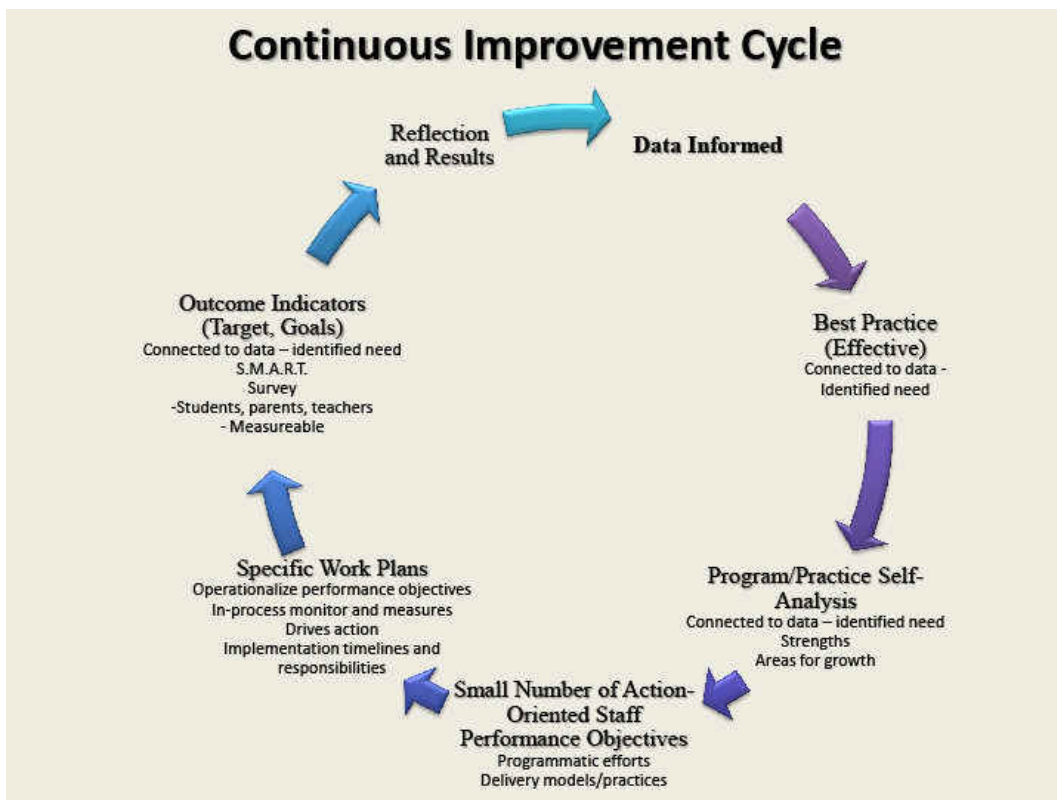 Continuous Improvement Cycle
Reflection
and Results
Data Informed
Best Practice
(Effective)
Connected to data -
Identified need
Program/Practice Self-
Analysis
Connected to data – identified need
Strengths
Areas for growth
Small Number of Action-
Oriented Staff
Performance Objectives
Programmatic efforts
Delivery models/practices
Specific Work Plans
Operationalize performance objectives
In-process monitor and measures
Drives action
Implementation timelines and
responsibilities
Outcome Indicators
(Target, Goals)
Connected to data – identified need
S.M.A.R.T.
Survey
-Students, parents, teachers
- Measureable